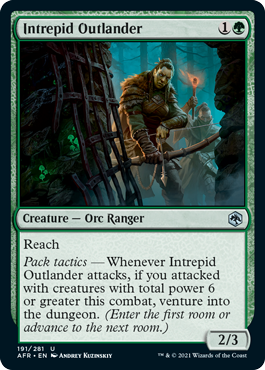 Intrepid Outlander 1
Creature — Orc Ranger
Reach
Pack tactics — Whenever Intrepid
Outlander attacks, if you attacked
with creatures with total power 6
or greater this combat, venture into
the dungeon. (Enter the first room or
advance to the next room.)
2/3
191/281 U
AFR • EN Andrey Kuzinskiy
™ & © 2021 Wizards of the Coast